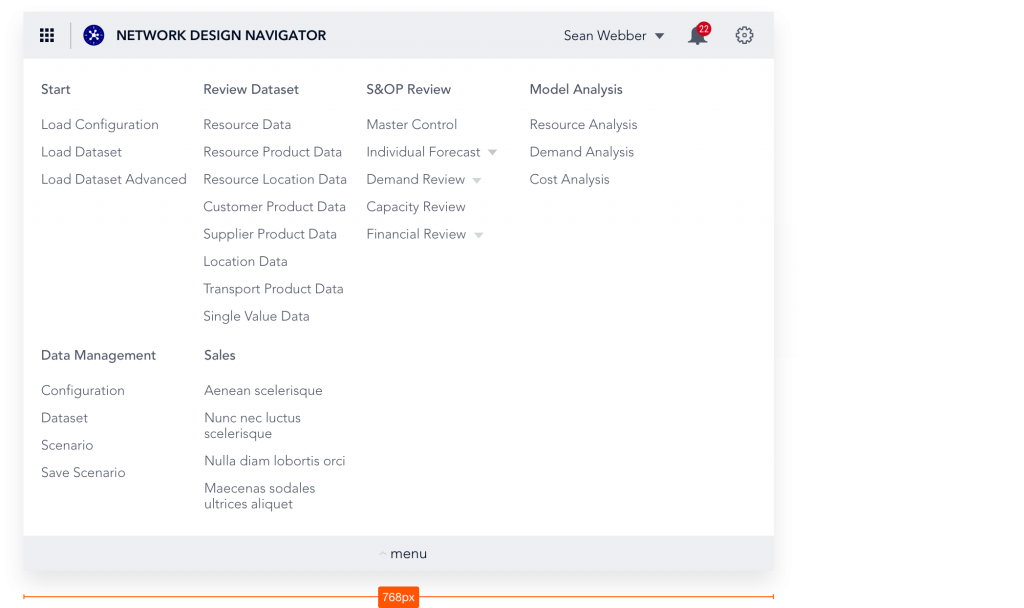 NETWORK DESIGN NAVIGATOR
Sean Webber
22
Start
Load Configuration
Load Dataset
Load Dataset Advanced
Review Dataset
Resource Data
Resource Product Data
Resource Location Data
Customer Product Data
Supplier Product Data
Location Data
Transport Product Data
Single Value Data
S&OP Review
Master Control
Individual Forecast
Demand Review
Capacity Review
Financial Review
Model Analysis
Resource Analysis
Demand Analysis
Cost Analysis
Data Management
Configuration
Dataset
Scenario
Save Scenario
Sales
Aenean scelerisque
Nunc nec luctus
scelerisque
Nulla diam lobortis orci
Maecenas sodales
ultrices aliquet
menu
768px